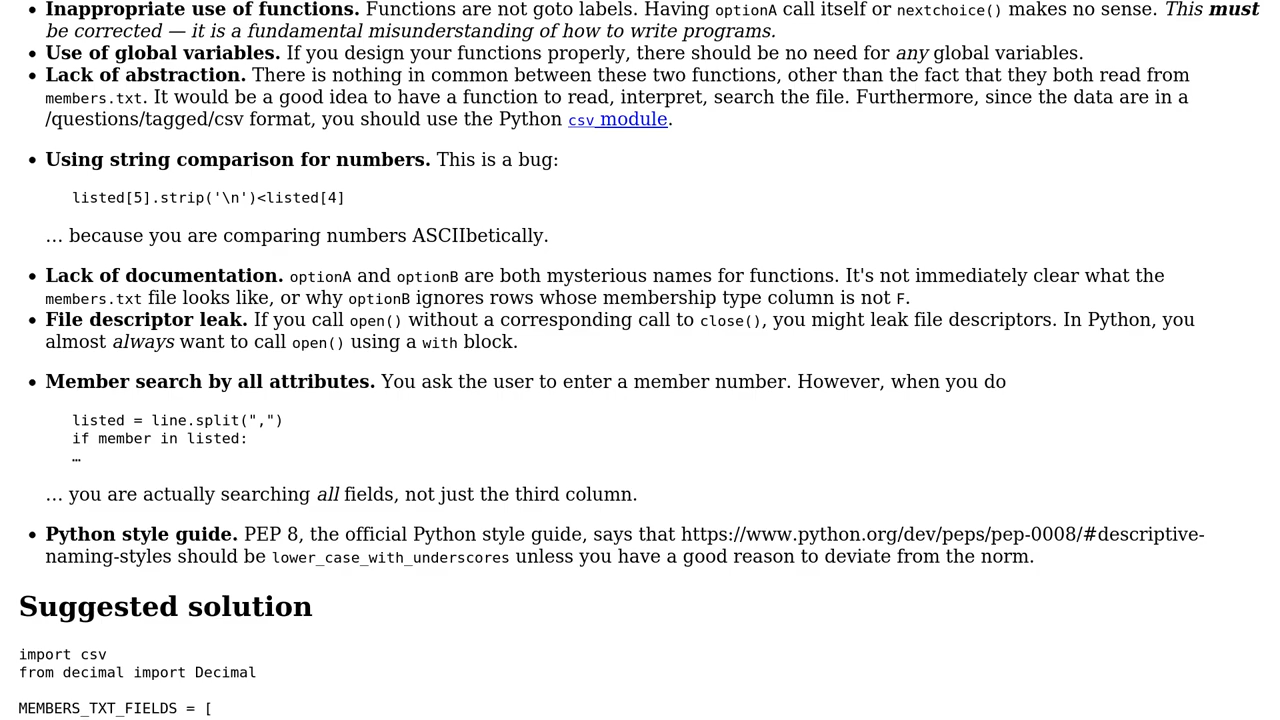 • Inappropriate use of functions. Functions are not goto labels. Having optionA call itself or nextchoice() makes no sense. This must
be corrected — it is a fundamental misunderstanding of how to write programs.
• Use of global variables. If you design your functions properly, there should be no need for any global variables.
• Lack of abstraction. There is nothing in common between these two functions, other than the fact that they both read from
members.txt. It would be a good idea to have a function to read, interpret, search the file. Furthermore, since the data are in a
/questions/tagged/csv format, you should use the Python csv module.
• Using string comparison for numbers. This is a bug:
listed[5].strip('\n')<listed[4]
… because you are comparing numbers ASCIIbetically.
• Lack of documentation. optionA and optionB are both mysterious names for functions. It's not immediately clear what the
members.txt file looks like, or why optionB ignores rows whose membership type column is not F.
• File descriptor leak. If you call open() without a corresponding call to close(), you might leak file descriptors. In Python, you
almost always want to call open() using a with block.
• Member search by all attributes. You ask the user to enter a member number. However, when you do
listed = line.split(",")
if member in listed:
…
… you are actually searching all fields, not just the third column.
• Python style guide. PEP 8, the official Python style guide, says that https://www.python.org/dev/peps/pep-0008/#descriptive-
naming-styles should be lower_case_with_underscores unless you have a good reason to deviate from the norm.
Suggested solution
import csv
from decimal import Decimal
MEMBERS_TXT_FIELDS = [